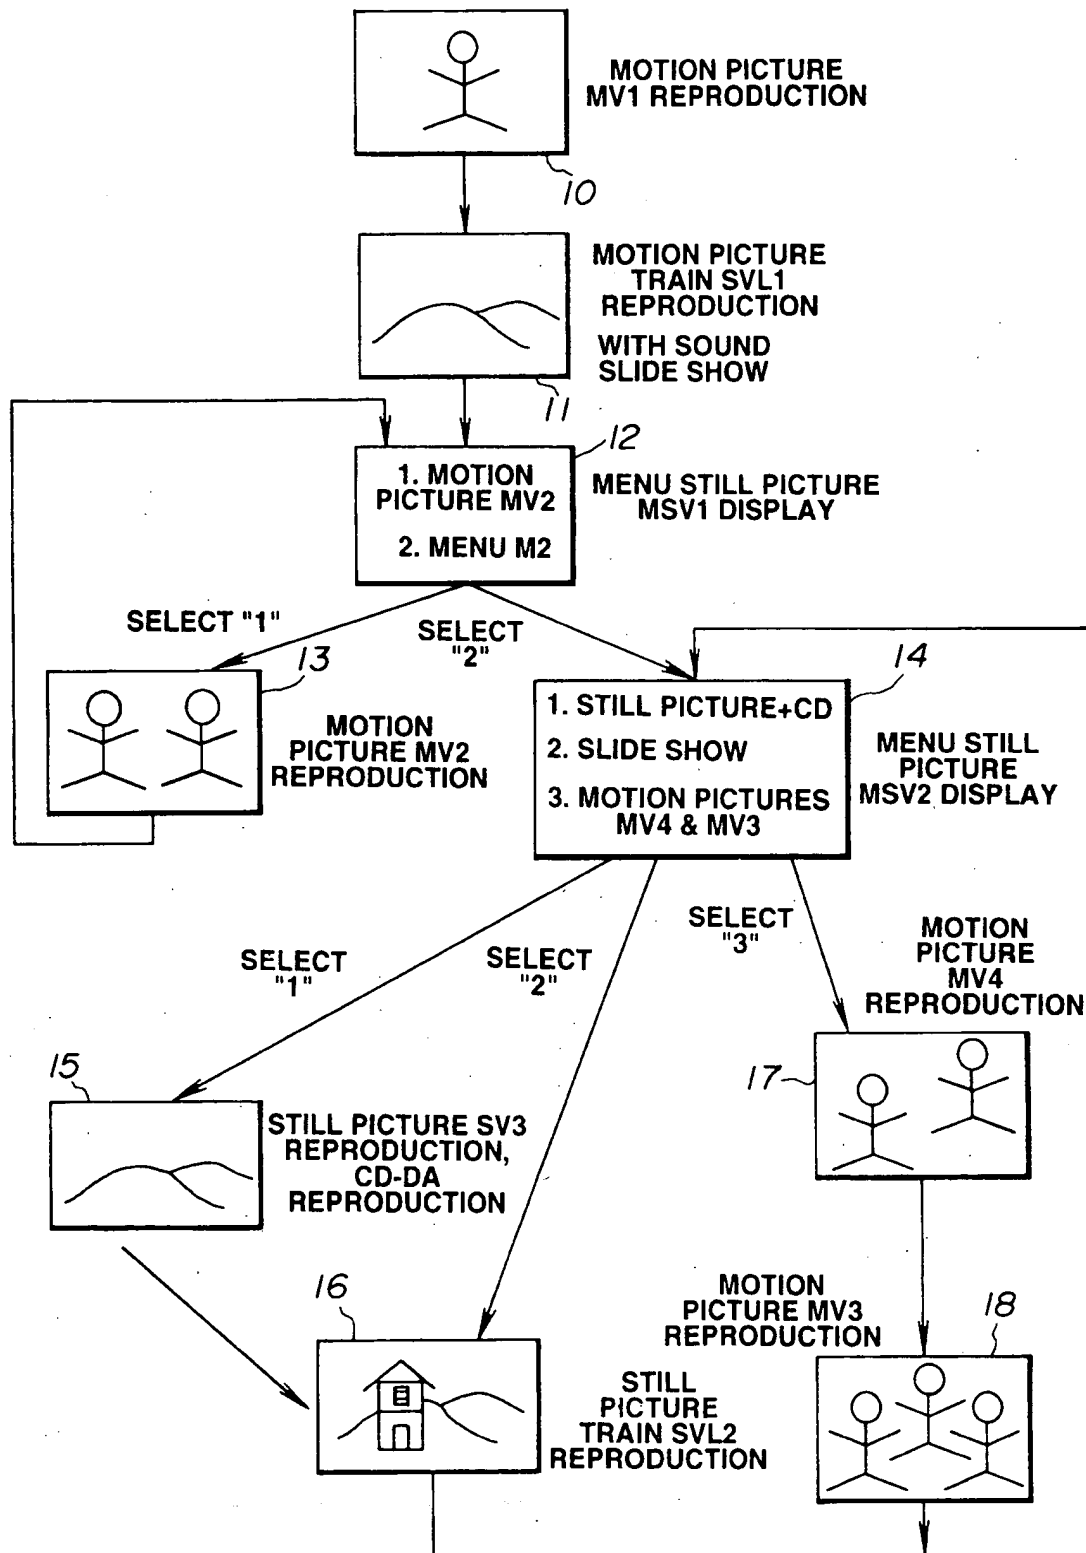 MOTION PICTURE
MV1 REPRODUCTION
10
MOTION PICTURE
TRAIN SVL1
REPRODUCTION
WITH SOUND
SLIDE SHOW
11
12
1. MOTION
PICTURE MV2
2. MENU M2
MENU STILL PICTURE
MSV1 DISPLAY
SELECT "1"
SELECT
"2"
13
MOTION
PICTURE MV2
REPRODUCTION
14
1. STILL PICTURE+CD
2. SLIDE SHOW
3. MOTION PICTURES
MV4 & MV3
MENU STILL
PICTURE
MSV2 DISPLAY
SELECT
"1"
SELECT
"2"
SELECT
"3"
MOTION
PICTURE
MV4
REPRODUCTION
15
STILL PICTURE SV3
REPRODUCTION,
CD-DA
REPRODUCTION
17
16
STILL
PICTURE
TRAIN SVL2
REPRODUCTION
MOTION
PICTURE MV3
REPRODUCTION
18